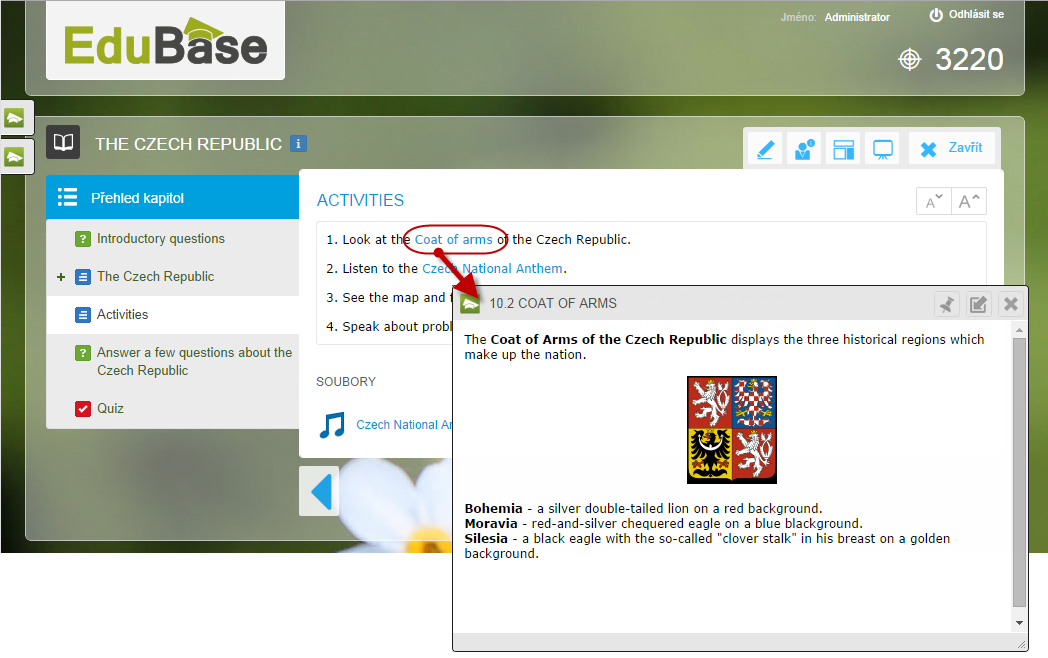 EduBase
Jméno: Administrator
Odhlásit se
3220
THE CZECH REPUBLIC
Zavřít
Přehled kapitol
Introductory questions
The Czech Republic
Activities
Answer a few questions about the
Czech Republic
Quiz
ACTIVITIES
A A
1. Look at the Coat of arms of the Czech Republic.
2. Listen to the Czech National Anthem.
3. See the map and f
4. Speak about probl
SOUBORY
Czech National An
10.2 COAT OF ARMS
The Coat of Arms of the Czech Republic displays the three historical regions which
make up the nation.
Bohemia - a silver double-tailed lion on a red background.
Moravia - red-and-silver chequered eagle on a blue blackground.
Silesia - a black eagle with the so-called "clover stalk" in his breast on a golden
background.